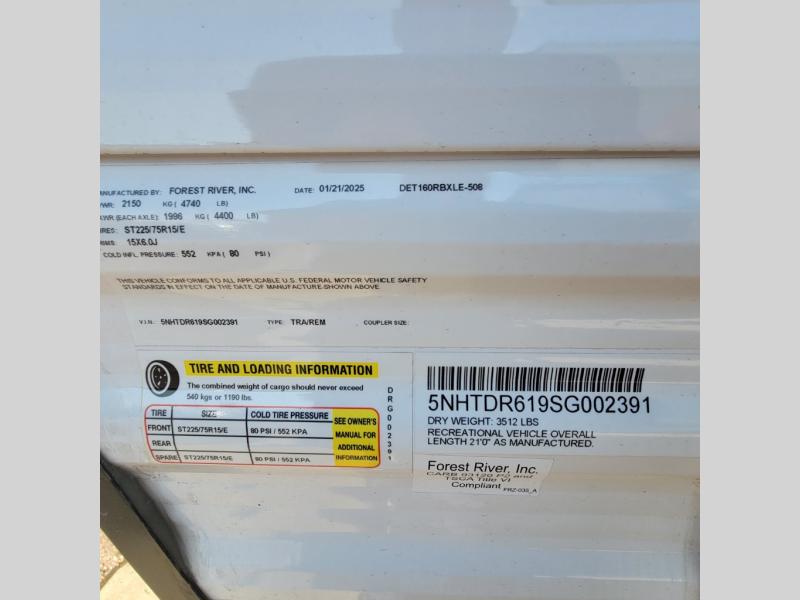 ANUFACTURED BY: FOREST RIVER, INC. DATE: 01/21/2025 DET160RBXLE-508
VWR: 2150 KG( 4740 LB)
AWR (EACH AXLE): 1996 KG( 4400 LB)
IRES: ST225/75R15/E
RIMS: 15X6.0J
COLD INFL. PRESSURE: 552 KPA( 80 PSI)
THIS VEHICLE CONFORMS TO ALL APPLICABLE U.S. FEDERAL MOTOR VEHICLE SAFETY
STANDARDS IN EFFECT ON THE DATE OF MANUFACTURE SHOWN ABOVE
V.I.N.: 5NHTDR619SG002391 TYPE: TRA/REM COUPLER SIZE:
TIRE AND LOADING INFORMATION
The combined weight of cargo should never exceed
540 kgs or 1190 lbs.
TIRE SIZE COLD TIRE PRESSURE
FRONT ST225/75R15/E 80 PSI / 552 KPA
REAR
SPARE ST225/75R15/E 80 PSI / 552 KPA
SEE OWNER'S
MANUAL FOR
ADDITIONAL
INFORMATION
DRG002391
5NHTDR619SG002391
DRY WEIGHT: 3512 LBS
RECREATIONAL VEHICLE OVERALL
LENGTH 21'0" AS MANUFACTURED.
Forest River, Inc.
CARB 93120 P2 and
TSCA Title VI
Compliant FRZ-035_A